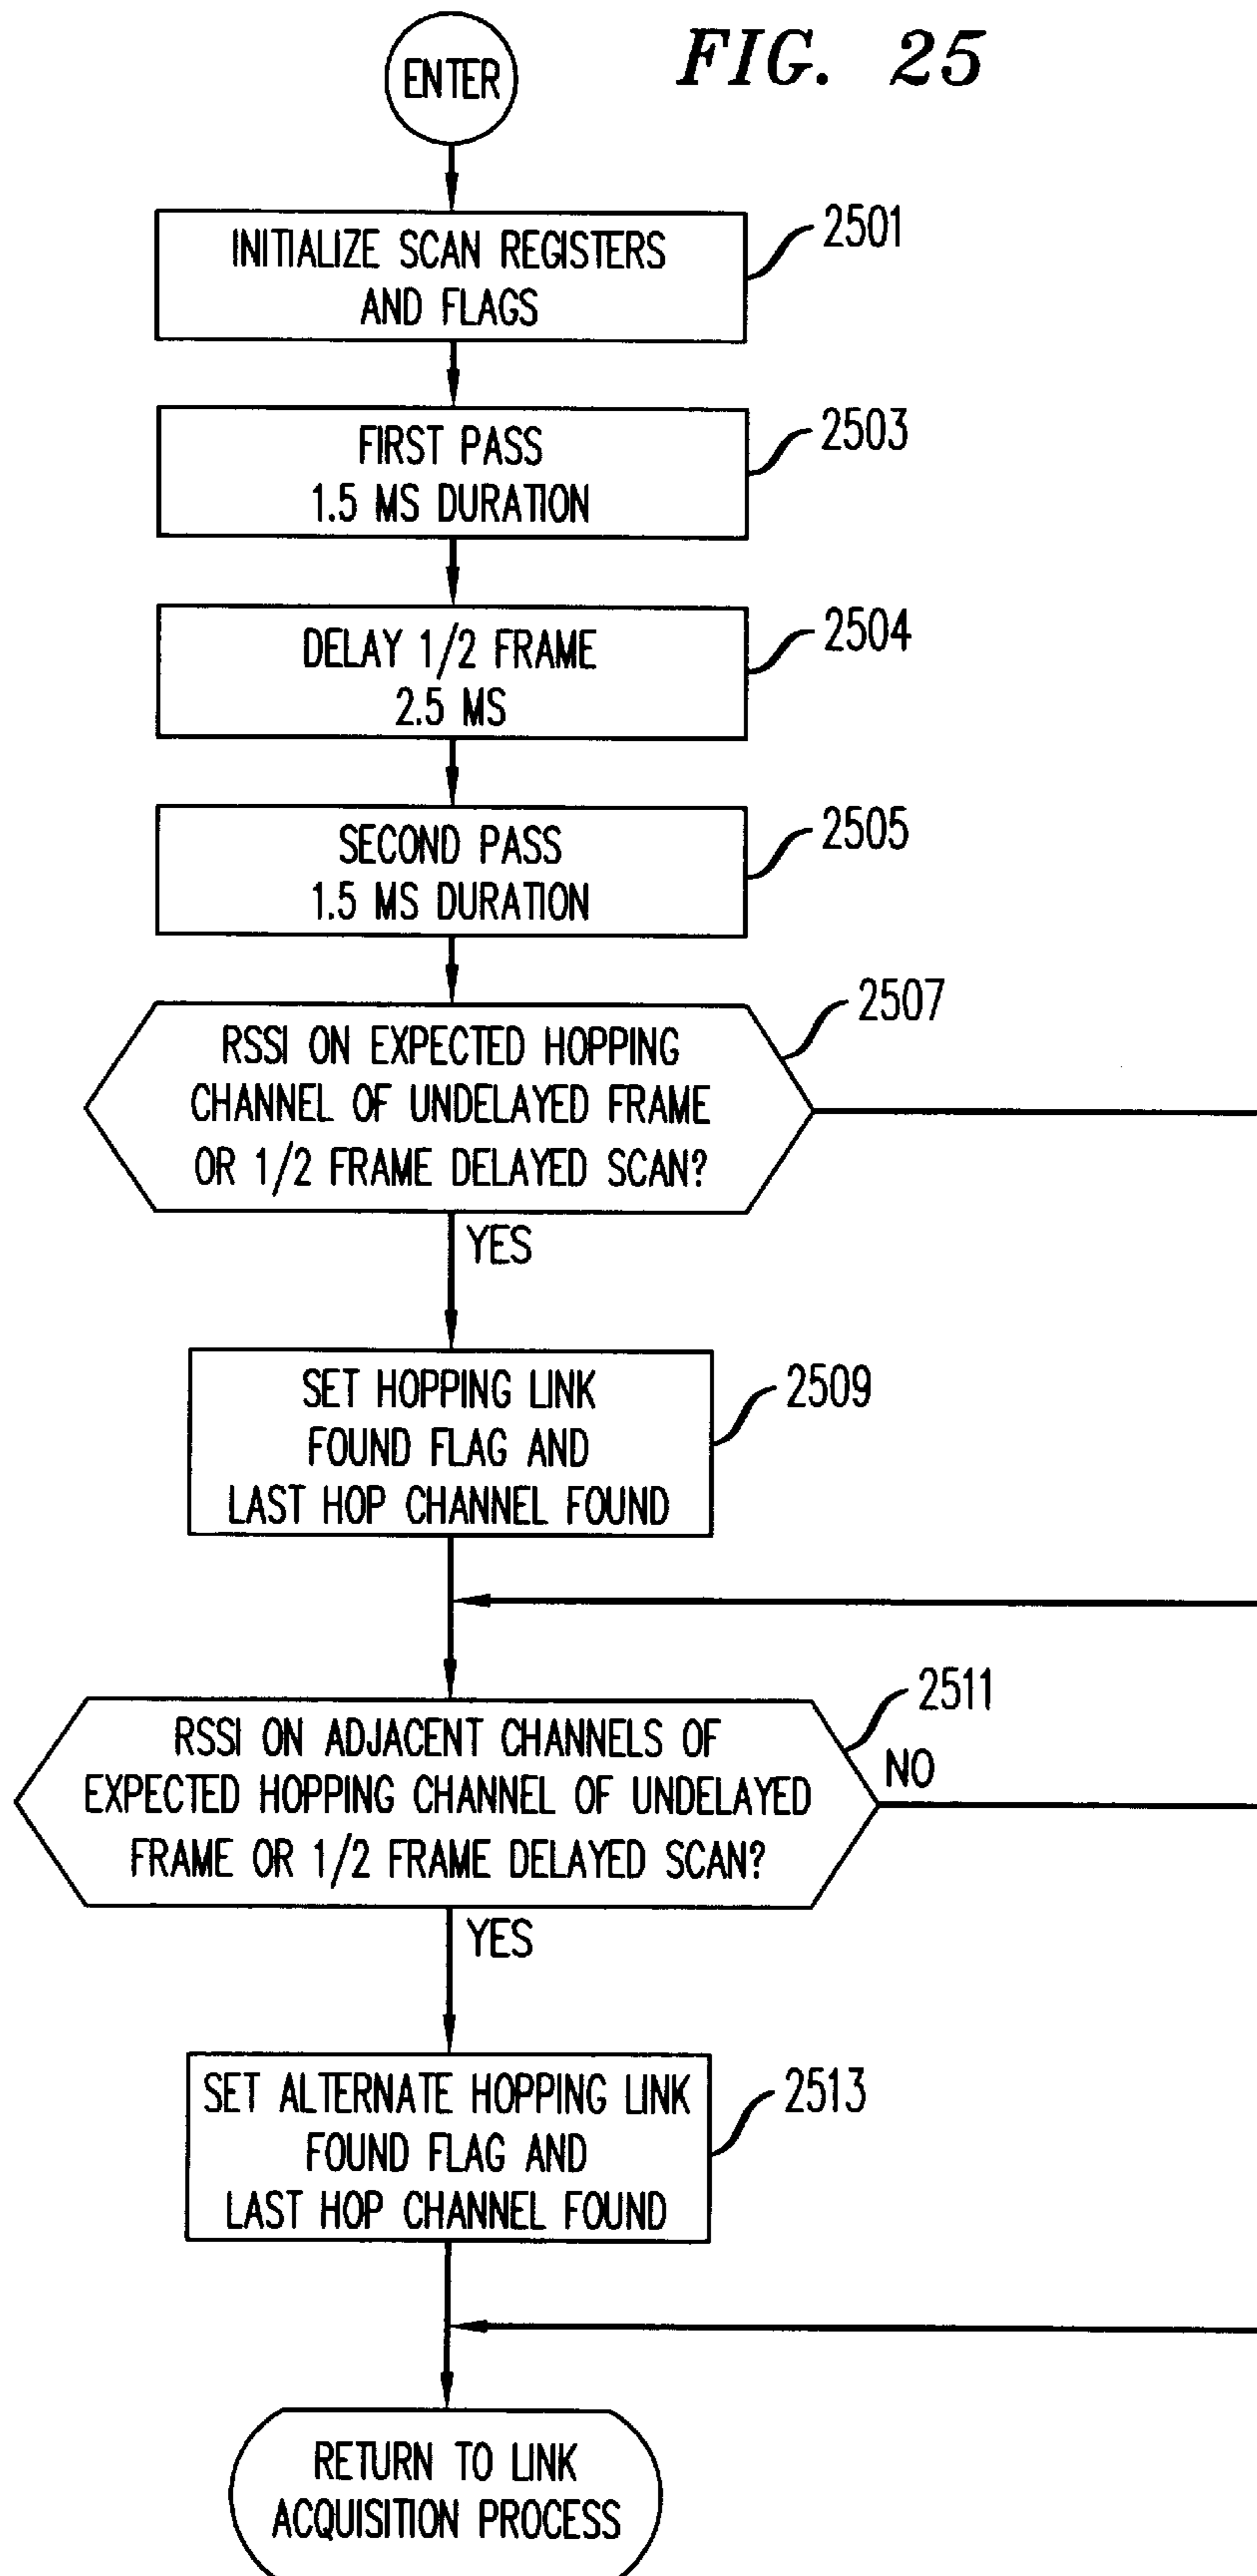 FIG. 25
ENTER
INITIALIZE SCAN REGISTERS
AND FLAGS
2501
FIRST PASS
1.5 MS DURATION
2503
DELAY 1/2 FRAME
2.5 MS
2504
SECOND PASS
1.5 MS DURATION
2505
RSSI ON EXPECTED HOPPING
CHANNEL OF UNDELAYED FRAME
OR 1/2 FRAME DELAYED SCAN?
2507
YES
SET HOPPING LINK
FOUND FLAG AND
LAST HOP CHANNEL FOUND
2509
RSSI ON ADJACENT CHANNELS OF
EXPECTED HOPPING CHANNEL OF UNDELAYED
FRAME OR 1/2 FRAME DELAYED SCAN?
2511
NO
YES
SET ALTERNATE HOPPING LINK
FOUND FLAG AND
LAST HOP CHANNEL FOUND
2513
RETURN TO LINK
ACQUISITION PROCESS